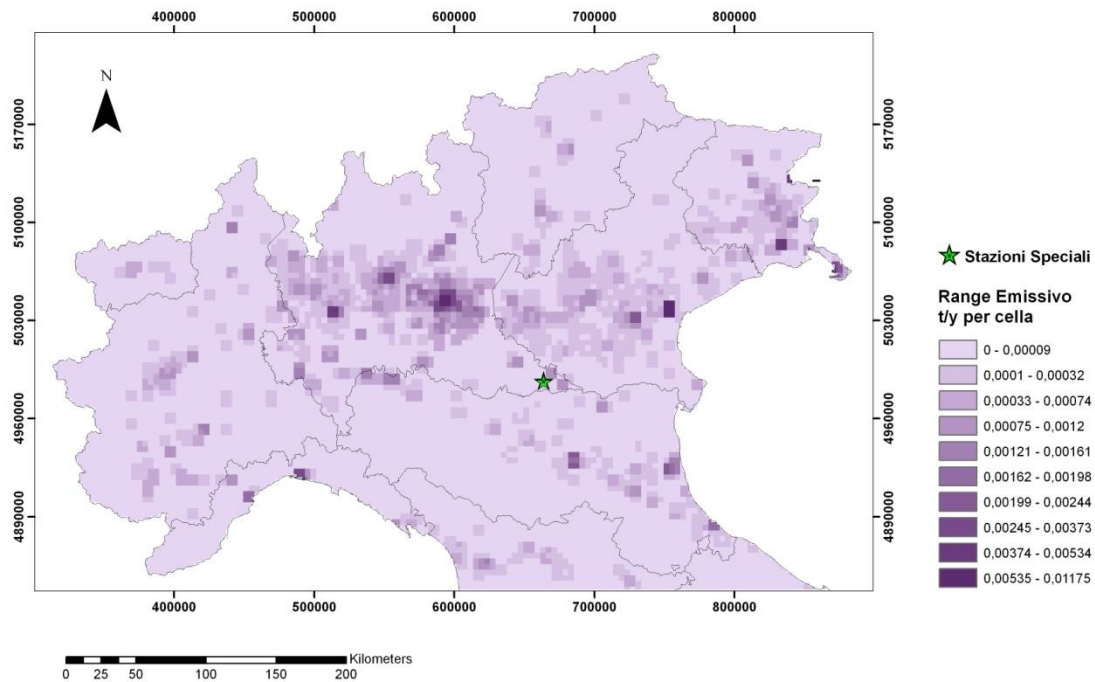 400000 500000 600000 700000 800000
N
5170000 5170000
5100000 5100000
5030000 5030000
4960000 4960000
4890000 4890000
400000 500000 600000 700000 800000
Kilometers
0 25 50 100 150 200
Stazioni Speciali
Range Emissivo
t/y per cella
0 - 0,00009
0,0001 - 0,00032
0,00033 - 0,00074
0,00075 - 0,0012
0,00121 - 0,00161
0,00162 - 0,00198
0,00199 - 0,00244
0,00245 - 0,00373
0,00374 - 0,00534
0,00535 - 0,01175